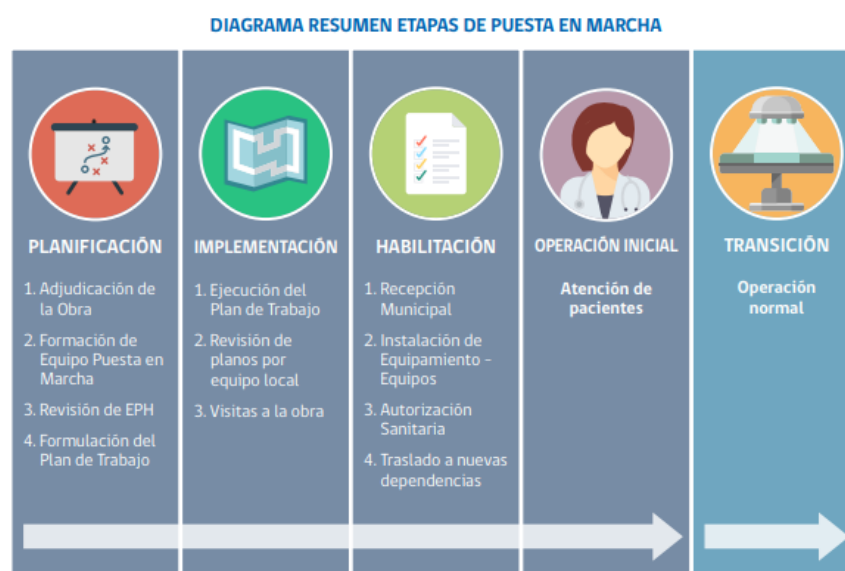 DIAGRAMA RESUMEN ETAPAS DE PUESTA EN MARCHA
PLANIFICACIÓN
1. Adjudicación de
la Obra
2. Formación de
Equipo Puesta en
Marcha
3. Revisión de EPH
4. Formulación del
Plan de Trabajo
IMPLEMENTACIÓN
1. Ejecución del
Plan de Trabajo
2. Revisión de
planos por
equipo local
3. Visitas a la obra
HABILITACIÓN
1. Recepción
Municipal
2. Instalación de
Equipamiento -
Equipos
3. Autorización
Sanitaria
4. Traslado a nuevas
dependencias
OPERACIÓN INICIAL
Atención de
pacientes
TRANSICIÓN
Operación
normal